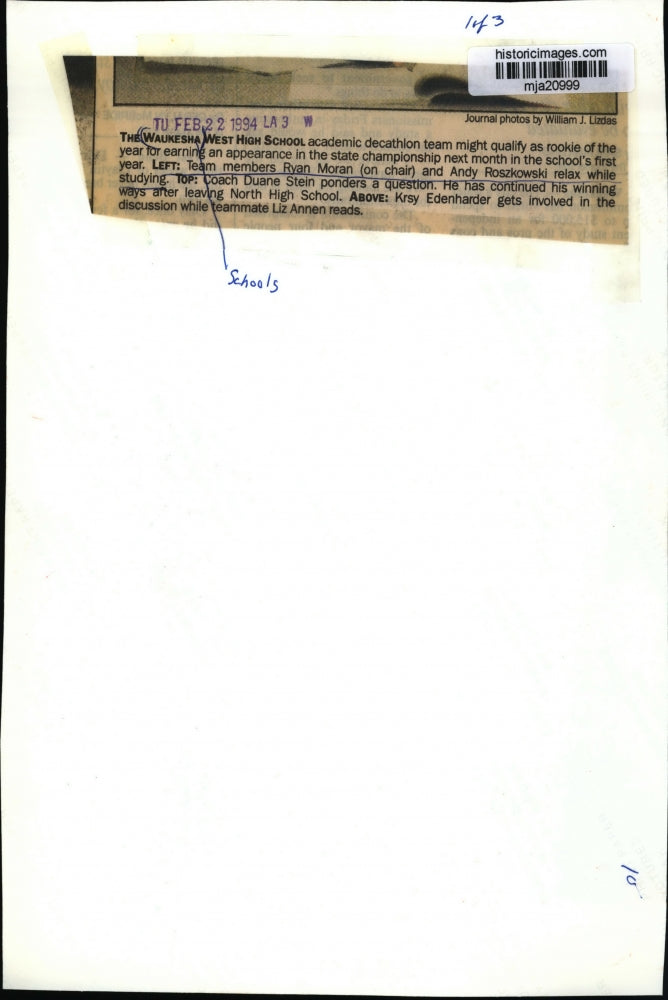 1of3
historicimages.com
mja20999
TU FEB 22 1994 LA 3 W
Journal photos by William J. Lizdas
THE WAUKESHA WEST HIGH SCHOOL academic decathlon team might qualify as rookie of the
year for earning an appearance in the state championship next month in the school's first
year. LEFT: Team members Ryan Moran (on chair) and Andy Roszkowski relax while
studying. TOP: Coach Duane Stein ponders a question. He has continued his winning
ways after leaving North High School. ABOVE: Krsy Edenharder gets involved in the
discussion while teammate Liz Annen reads.
Schools
10